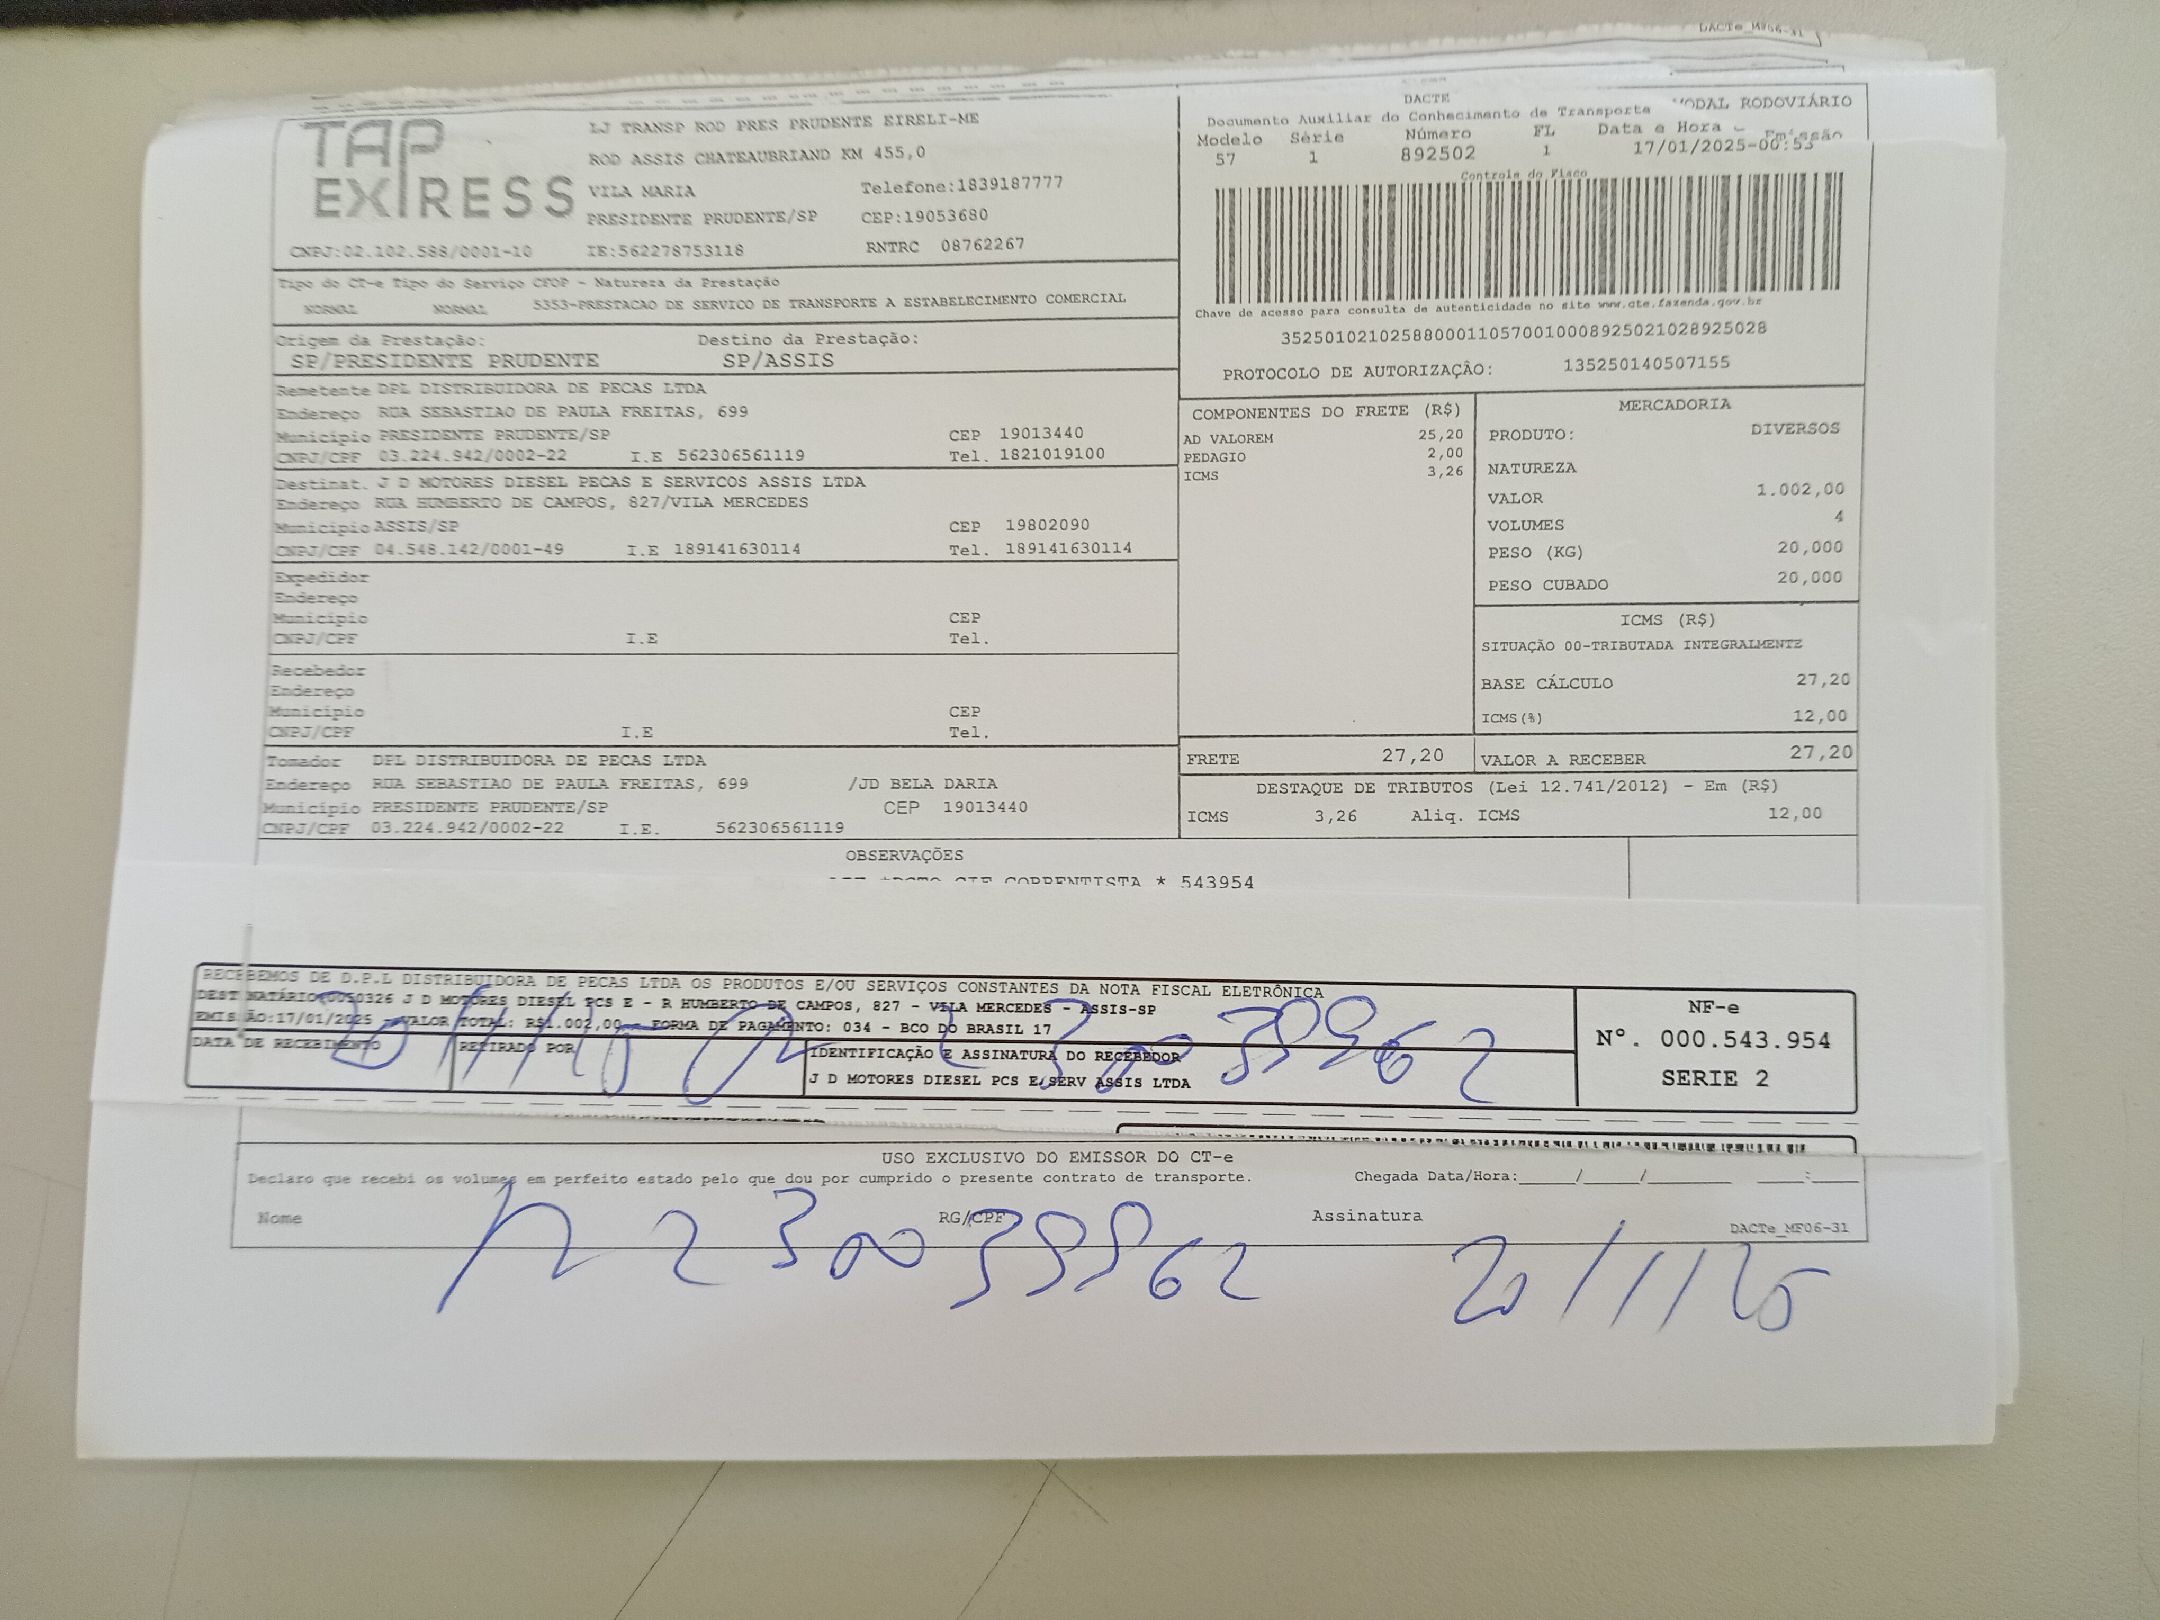 DACTe_MF06-31
TAP EXPRESS
LJ TRANSP ROD PRES PRUDENTE EIRELI-ME
ROD ASSIS CHATEAUBRIAND KM 455,0
VILA MARIA Telefone:1839187777
PRESIDENTE PRUDENTE/SP CEP:19053680
CNPJ:02.102.588/0001-10 IE:562278753118 RNTRC 08762267
DACTE MODAL RODOVIÁRIO
Documento Auxiliar do Conhecimento de Transporte
Modelo Série Número FL Data e Hora Emissão
57 1 892502 1 17/01/2025-00:53
Controle do Fisco
Chave de acesso para consulta de autenticidade no site www.cte.fazenda.gov.br
35250102102588000110570010008925021028925028
PROTOCOLO DE AUTORIZAÇÃO: 135250140507155
Tipo do CT-e Tipo do Serviço CFOP - Natureza da Prestação
NORMAL NORMAL 5353-PRESTACAO DE SERVICO DE TRANSPORTE A ESTABELECIMENTO COMERCIAL
Origem da Prestação: Destino da Prestação:
SP/PRESIDENTE PRUDENTE SP/ASSIS
Remetente DPL DISTRIBUIDORA DE PECAS LTDA
Endereço RUA SEBASTIAO DE PAULA FREITAS, 699
Município PRESIDENTE PRUDENTE/SP CEP 19013440
CNPJ/CPF 03.224.942/0002-22 I.E 562306561119 Tel. 1821019100
Destinat. J D MOTORES DIESEL PECAS E SERVICOS ASSIS LTDA
Endereço RUA HUMBERTO DE CAMPOS, 827/VILA MERCEDES
Município ASSIS/SP CEP 19802090
CNPJ/CPF 04.548.142/0001-49 I.E 189141630114 Tel. 189141630114
Expedidor
Endereço
Município CEP
CNPJ/CPF I.E Tel.
Recebedor
Endereço
Município CEP
CNPJ/CPF I.E Tel.
Tomador DPL DISTRIBUIDORA DE PECAS LTDA
Endereço RUA SEBASTIAO DE PAULA FREITAS, 699 /JD BELA DARIA
Município PRESIDENTE PRUDENTE/SP CEP 19013440
CNPJ/CPF 03.224.942/0002-22 I.E. 562306561119
COMPONENTES DO FRETE (R$)
AD VALOREM 25,20
PEDAGIO 2,00
ICMS 3,26
MERCADORIA
PRODUTO: DIVERSOS
NATUREZA
VALOR 1.002,00
VOLUMES 4
PESO (KG) 20,000
PESO CUBADO 20,000
ICMS (R$)
SITUAÇÃO 00-TRIBUTADA INTEGRALMENTE
BASE CÁLCULO 27,20
ICMS(%) 12,00
FRETE 27,20 VALOR A RECEBER 27,20
DESTAQUE DE TRIBUTOS (Lei 12.741/2012) - Em (R$)
ICMS 3,26 Aliq. ICMS 12,00
OBSERVAÇÕES
CIF CORRENTISTA * 543954
RECEBEMOS DE D.P.L DISTRIBUIDORA DE PECAS LTDA OS PRODUTOS E/OU SERVIÇOS CONSTANTES DA NOTA FISCAL ELETRÔNICA
DESTINATÁRIO:0050326 J D MOTORES DIESEL PCS E - R HUMBERTO DE CAMPOS, 827 - VILA MERCEDES - ASSIS-SP
EMISSÃO:17/01/2025 - VALOR TOTAL: R$1.002,00 - FORMA DE PAGAMENTO: 034 - BCO DO BRASIL 17
DATA DE RECEBIMENTO RETIRADO POR IDENTIFICAÇÃO E ASSINATURA DO RECEBEDOR
J D MOTORES DIESEL PCS E SERV ASSIS LTDA
NF-e
Nº. 000.543.954
SERIE 2
USO EXCLUSIVO DO EMISSOR DO CT-e
Declaro que recebi os volumes em perfeito estado pelo que dou por cumprido o presente contrato de transporte. Chegada Data/Hora:_____/_____/________ _____:_____
Nome RG/CPF Assinatura DACTe_MF06-31
20/1/25